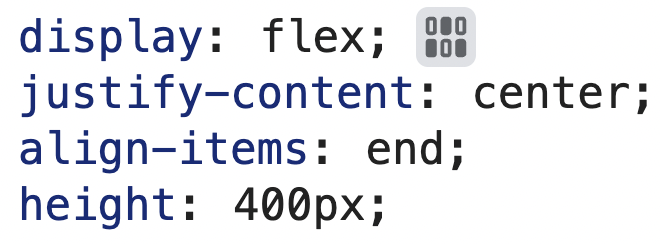 display: flex;
justify-content: center;
align-items: end;
height: 400px;